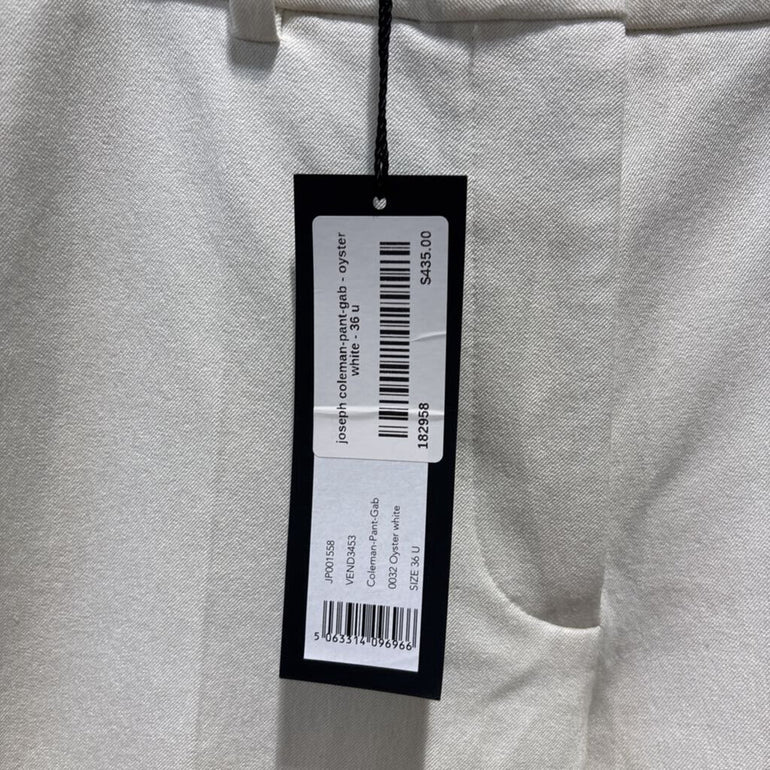 joseph coleman-pant-gab - oyster
white - 36 u
182958 $435.00
JP001558
VEND3453
Coleman-Pant-Gab
0032 Oyster white
SIZE 36 U
5 063314 096966